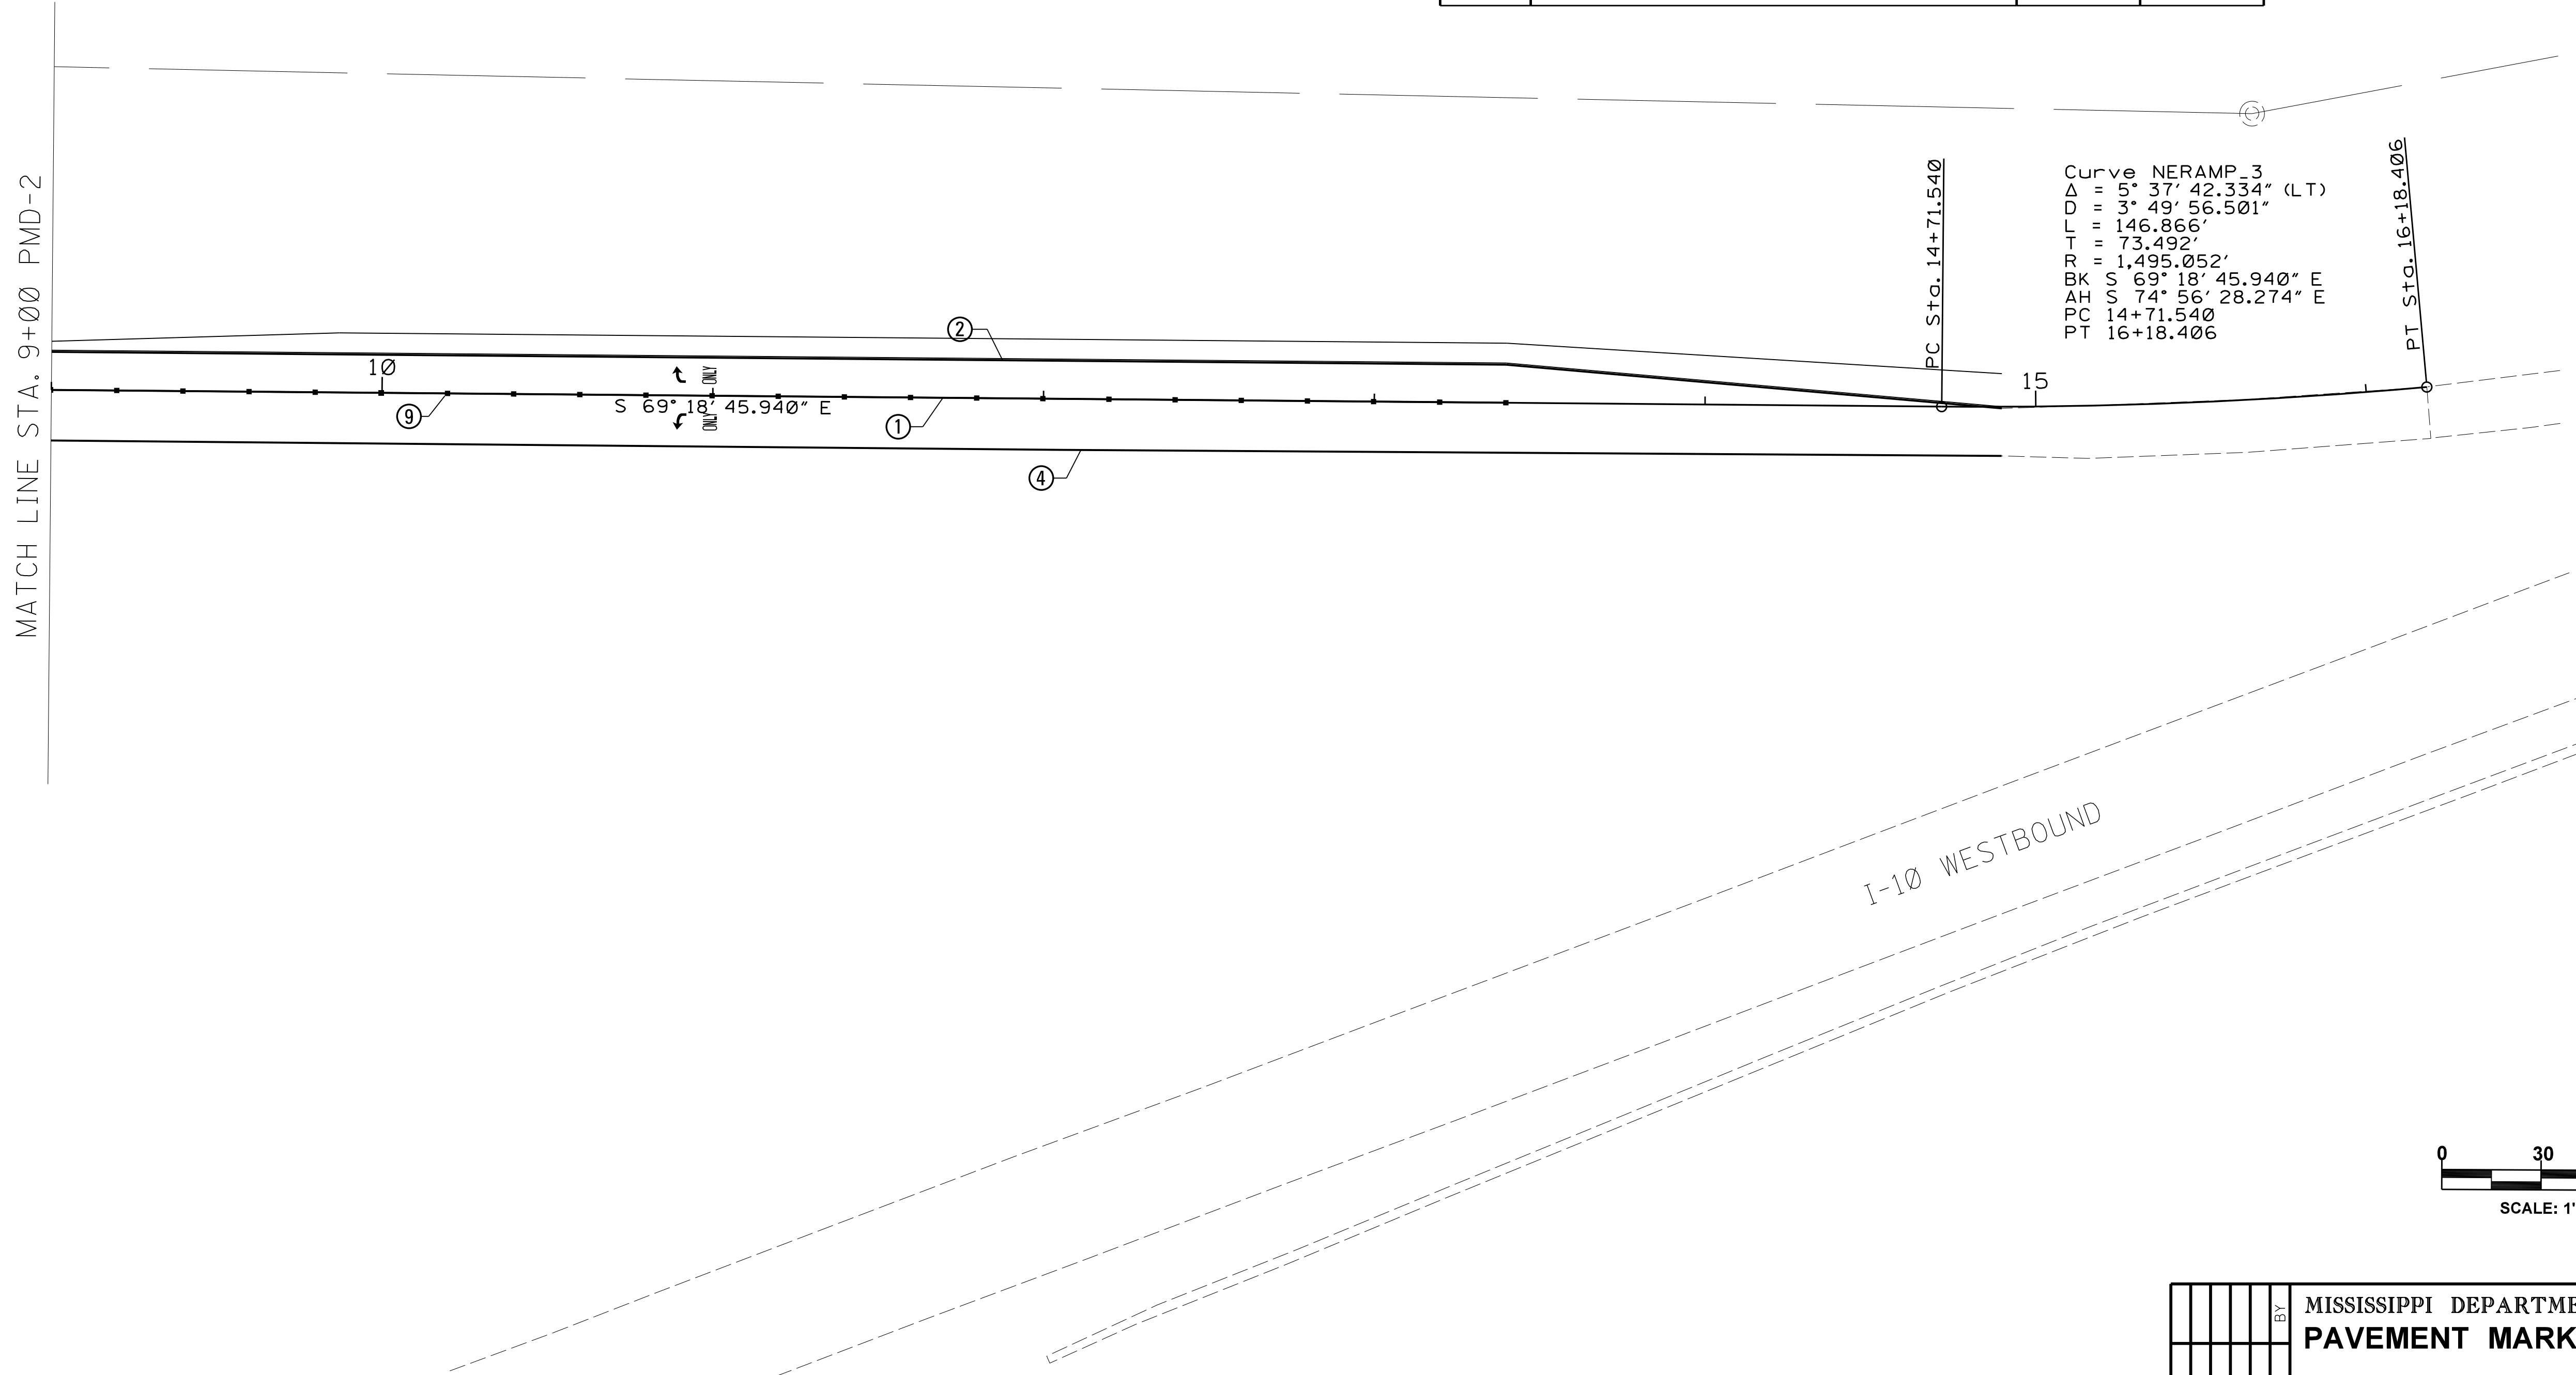 MATCH LINE STA. 9+00 PMD-2
PC Sta. 14+71.540
Curve NERAMP_3
Δ = 5° 37' 42.334" (LT)
D = 3° 49' 56.501"
L = 146.866'
T = 73.492'
R = 1,495.052'
BK S 69° 18' 45.940" E
AH S 74° 56' 28.274" E
PC 14+71.540
PT 16+18.406
PT Sta. 16+18.406
2
10
ONLY
15
9
S 69° 18' 45.940" E
ONLY
1
4
I-10 WESTBOUND
0 30
SCALE: 1"
BY
MISSISSIPPI DEPARTME
PAVEMENT MARK